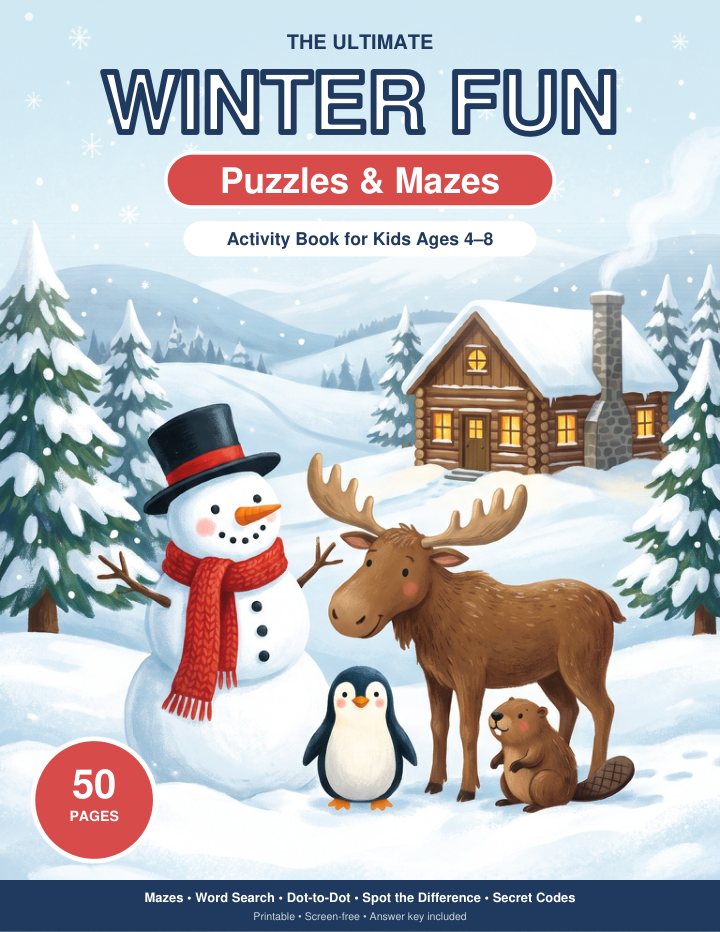 THE ULTIMATE
WINTER FUN
Puzzles & Mazes
Activity Book for Kids Ages 4–8
50
PAGES
Mazes • Word Search • Dot-to-Dot • Spot the Difference • Secret Codes
Printable • Screen-free • Answer key included